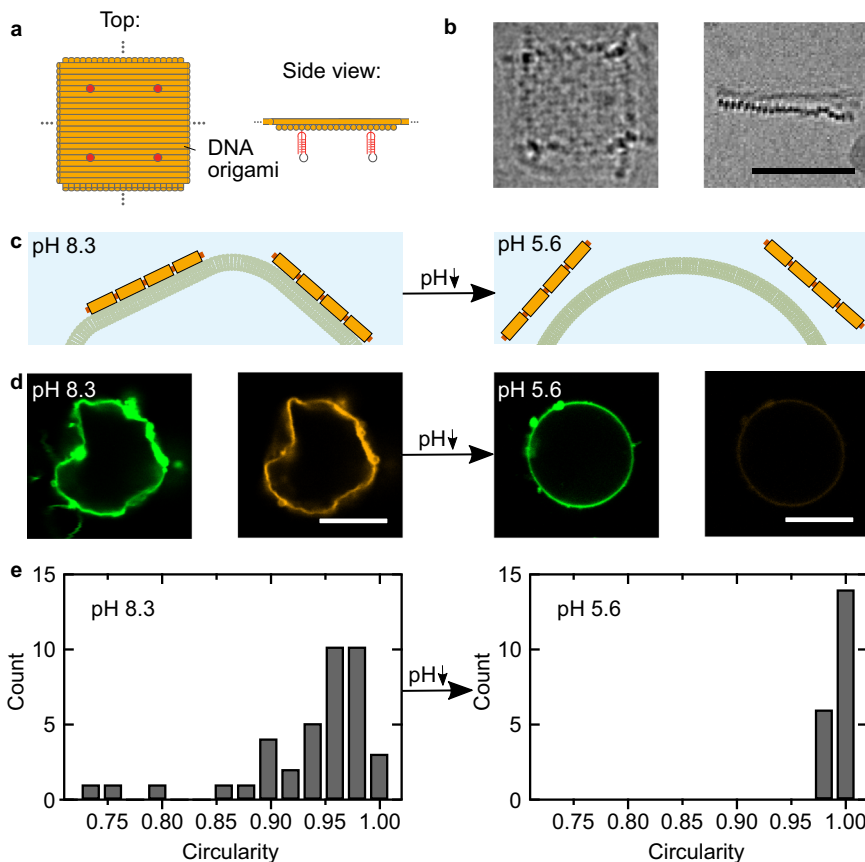 a
Top:
Side view:
DNA
origami
b
c
pH 8.3
pH↓
pH 5.6
d
pH 8.3
pH↓
pH 5.6
e
15
10
5
0
Count
pH 8.3
0.75
0.80
0.85
0.90
0.95
1.00
Circularity
pH↓
15
10
5
0
Count
pH 5.6
0.75
0.80
0.85
0.90
0.95
1.00
Circularity